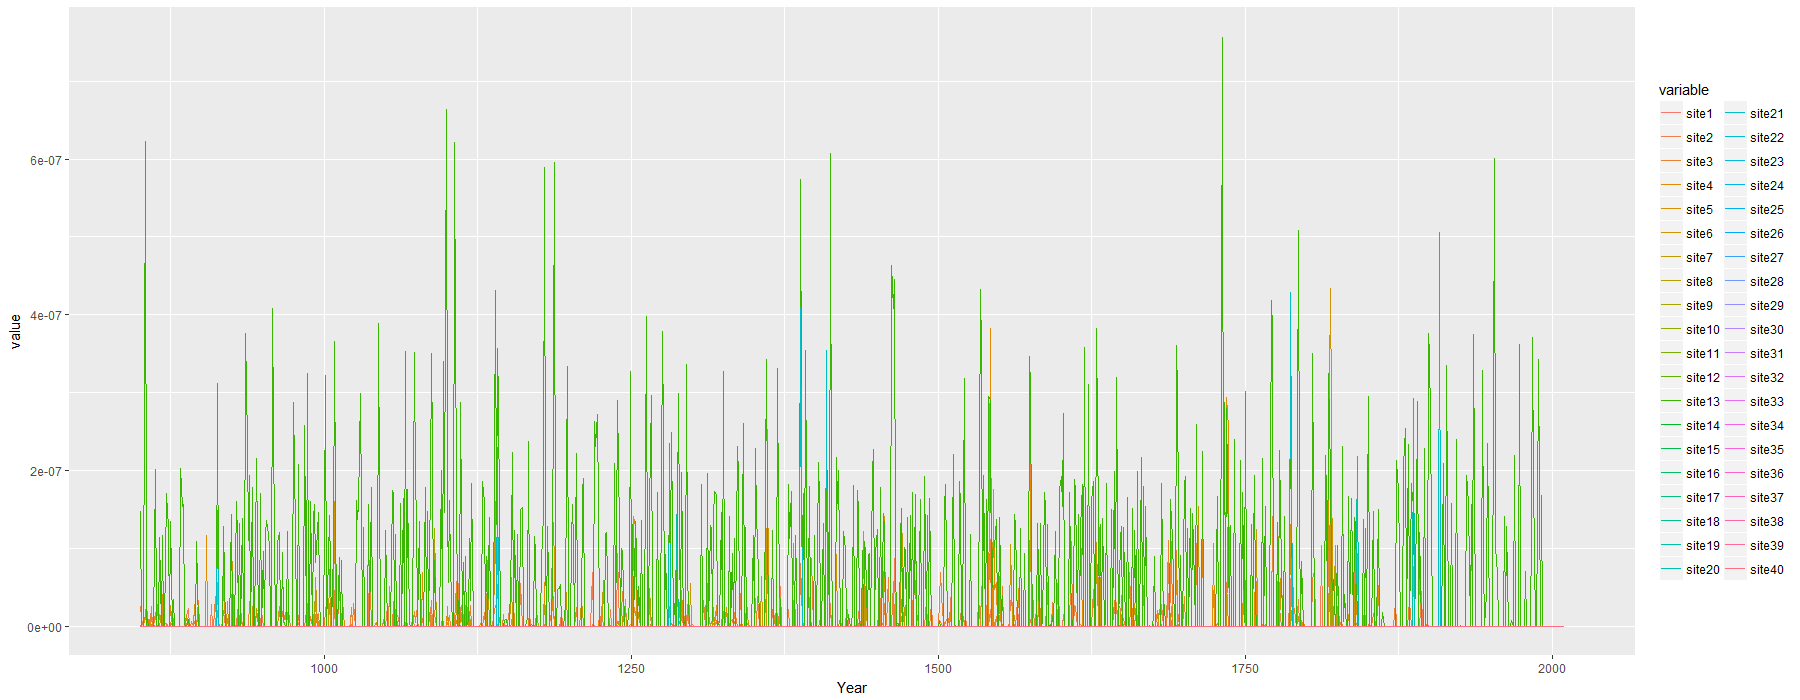 variable
site1 site21
site2 site22
site3 site23
site4 site24
site5 site25
site6 site26
site7 site27
site8 site28
site9 site29
site10 site30
site11 site31
site12 site32
site13 site33
site14 site34
site15 site35
site16 site36
site17 site37
site18 site38
site19 site39
site20 site40
value
6e-07
4e-07
2e-07
0e+00
1000 1250 1500 1750 2000
Year